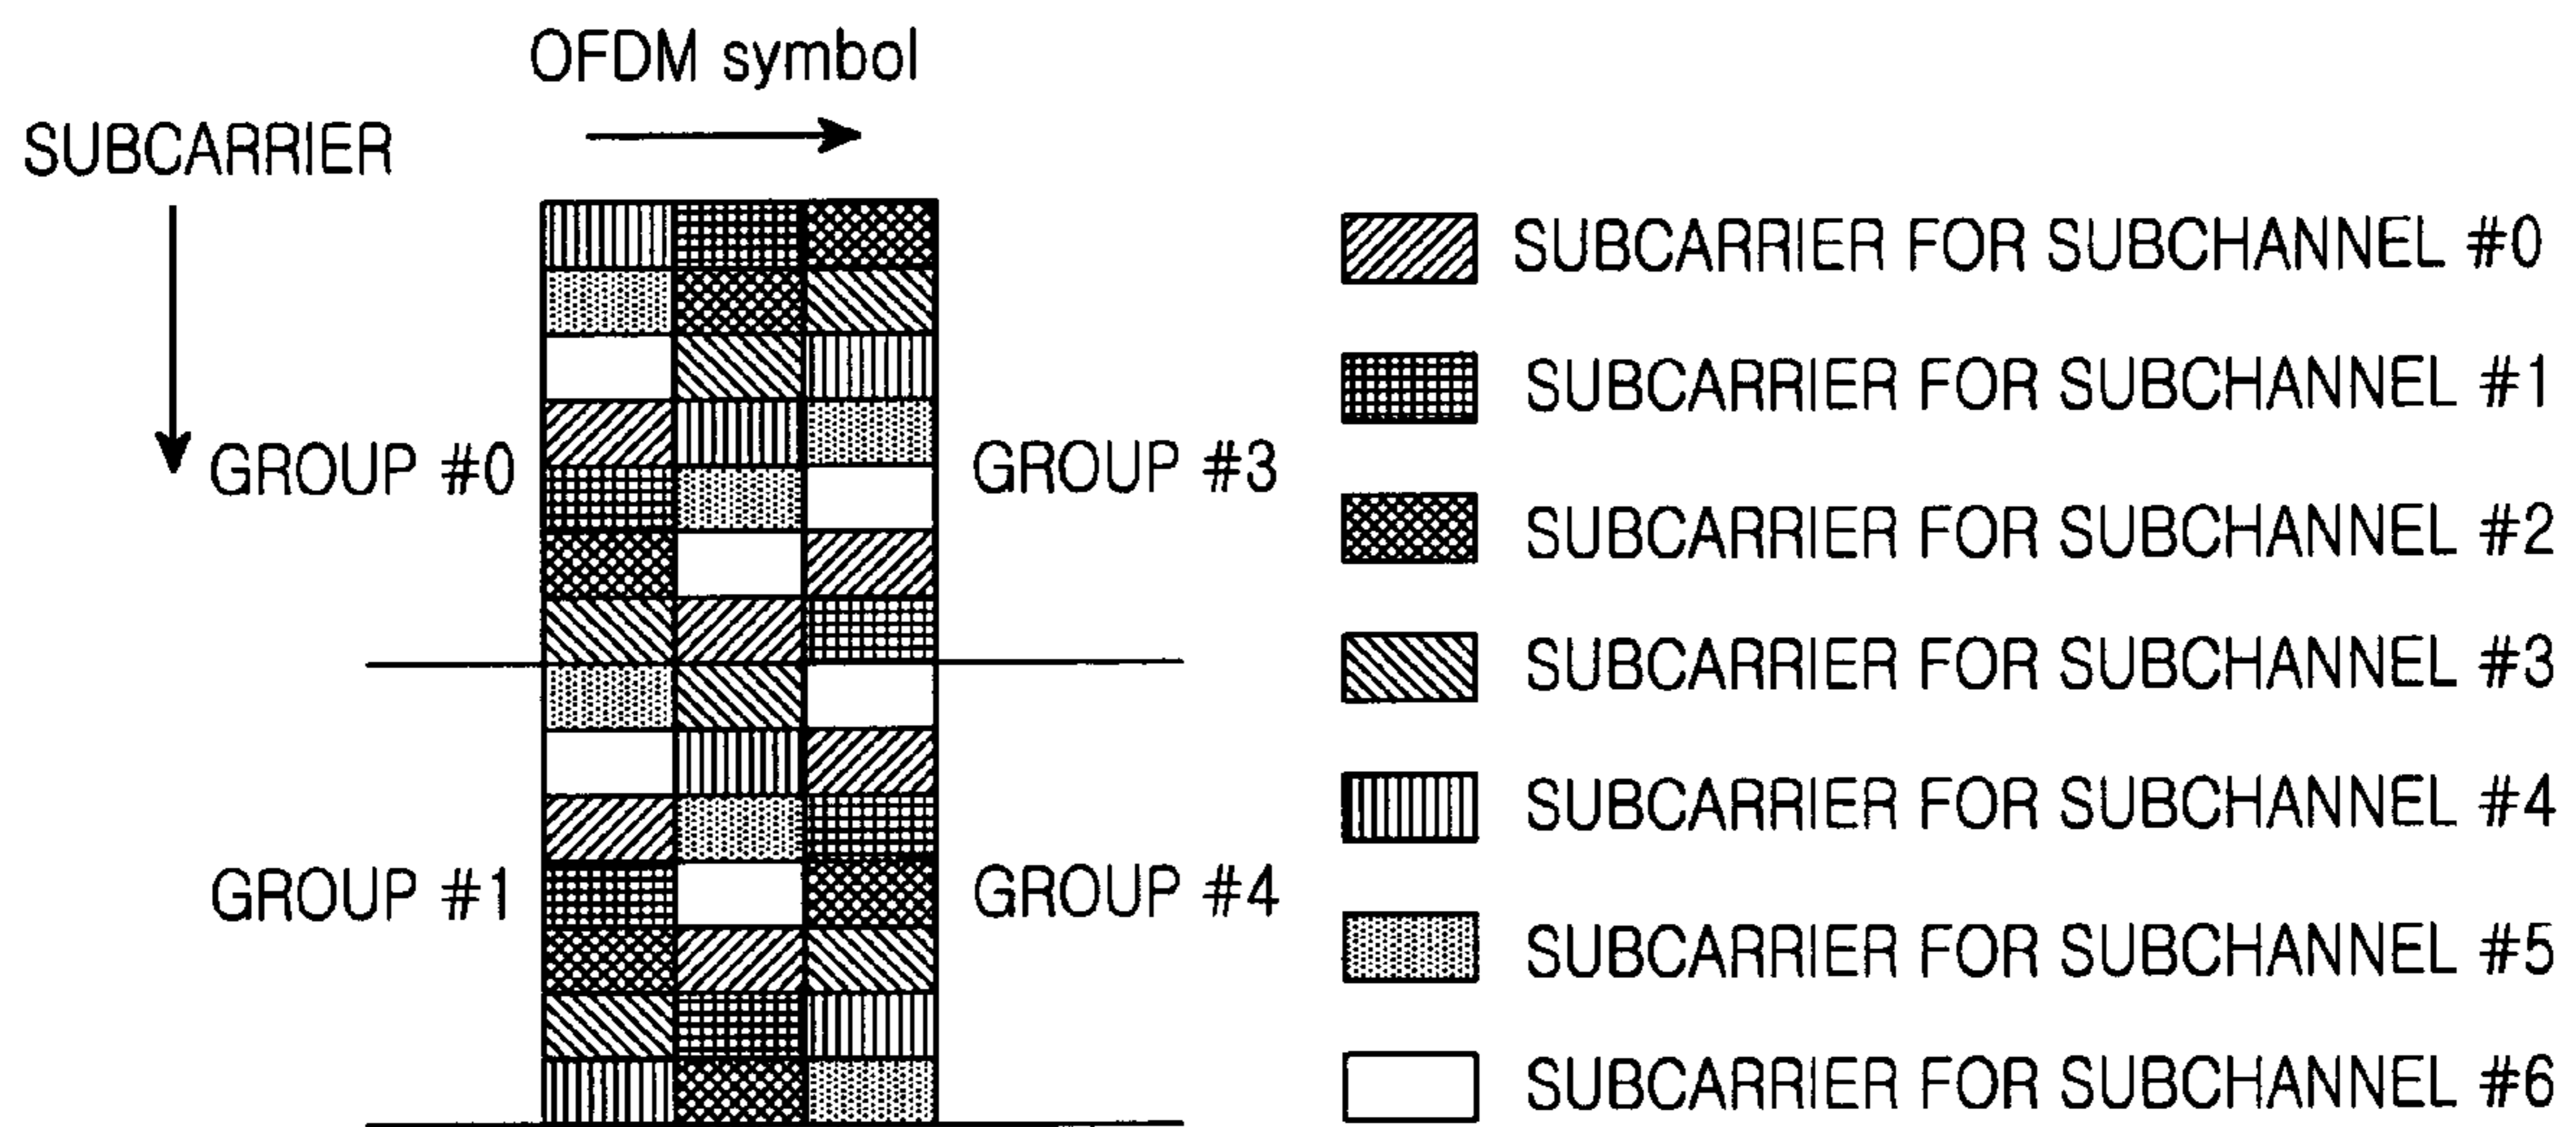 OFDM symbol
SUBCARRIER
GROUP #0
GROUP #3
GROUP #1
GROUP #4
SUBCARRIER FOR SUBCHANNEL #0
SUBCARRIER FOR SUBCHANNEL #1
SUBCARRIER FOR SUBCHANNEL #2
SUBCARRIER FOR SUBCHANNEL #3
SUBCARRIER FOR SUBCHANNEL #4
SUBCARRIER FOR SUBCHANNEL #5
SUBCARRIER FOR SUBCHANNEL #6